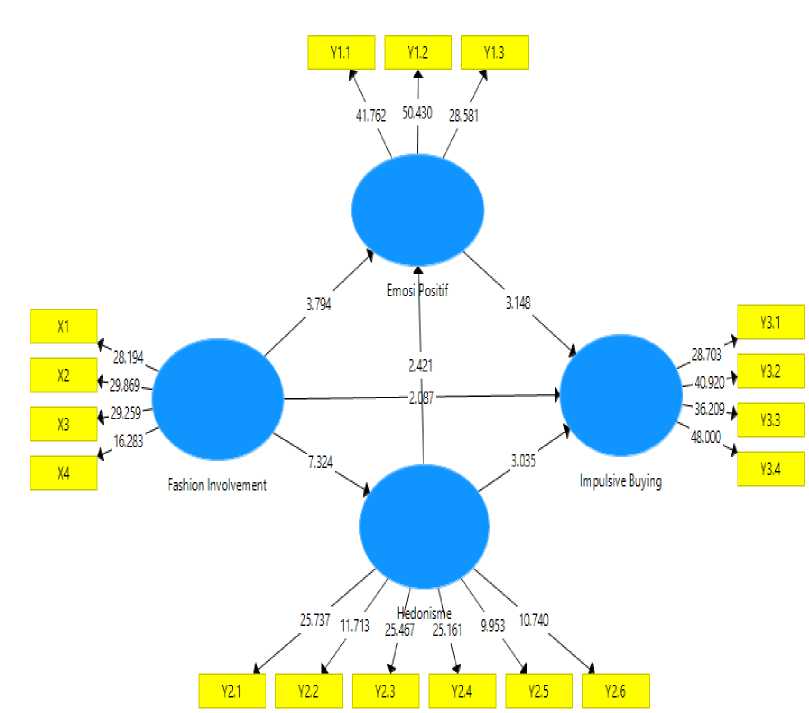 Y1.1 Y1.2 Y1.3
41.762 50.430 28.581
Emosi Positif
3.794 3.148
X1
X2
X3
X4
28.194
29.869
29.259
16.283
Fashion Involvement
2.421
2.087
7.324 3.035
Y3.1
Y3.2
Y3.3
Y3.4
28.703
40.920
36.209
48.000
Impulsive Buying
Hedonisme
25.737 11.713 25.467 25.161 9.953 10.740
Y2.1 Y2.2 Y2.3 Y2.4 Y2.5 Y2.6